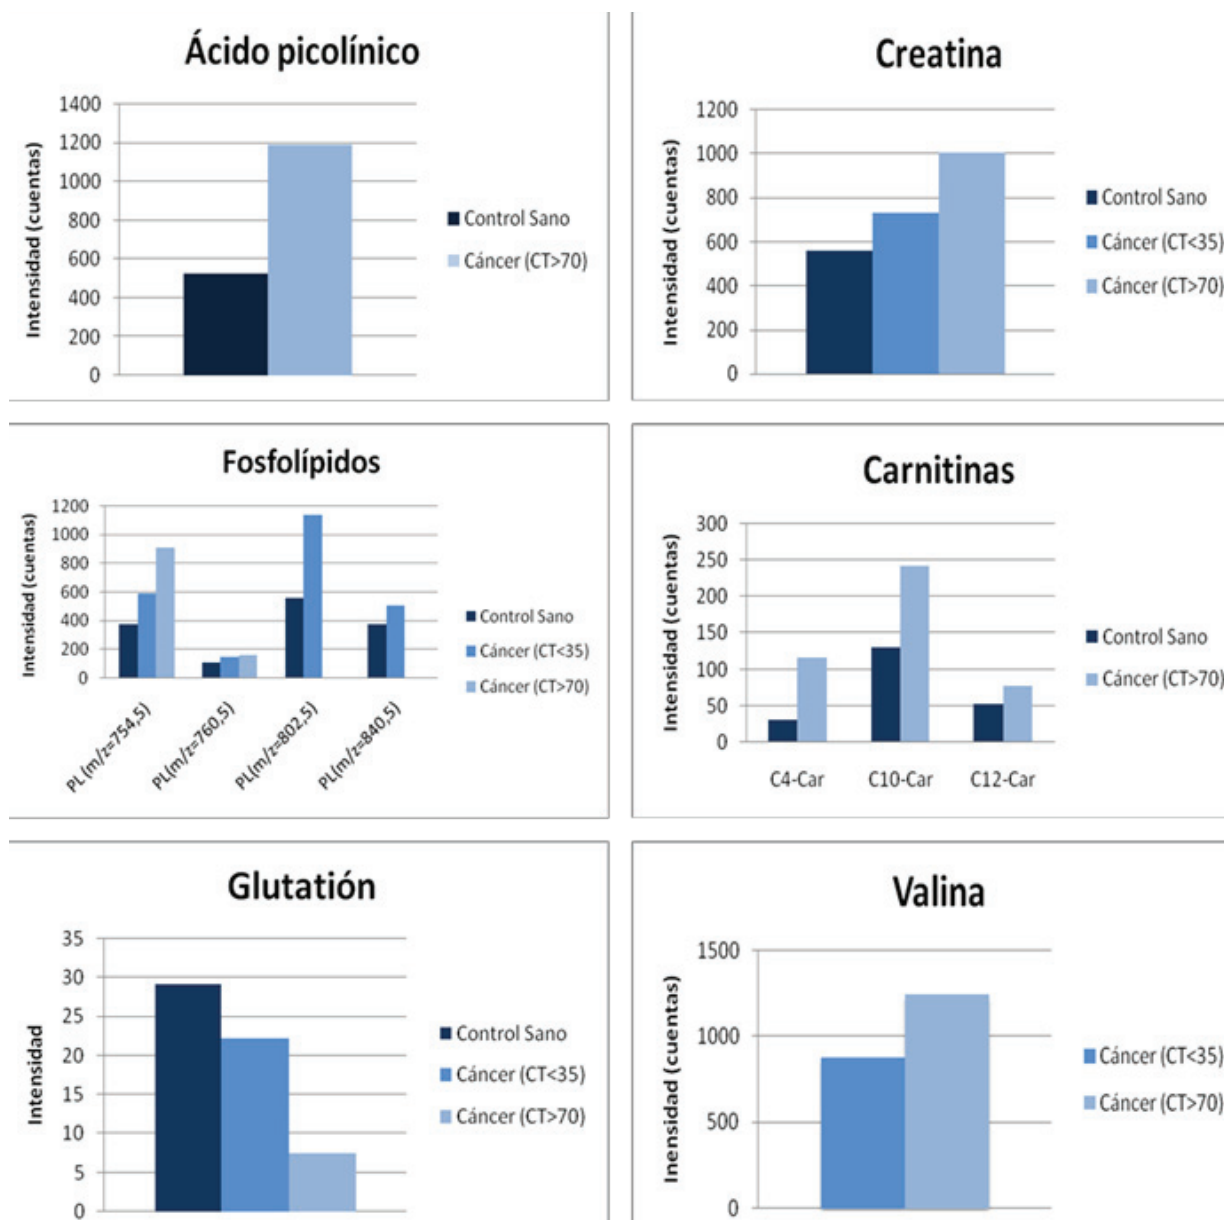 Ácido picolínico
Intensidad (cuentas)
1400
1200
1000
800
600
400
200
0
Control Sano
Cáncer (CT>70)
Creatina
Intensidad (cuentas)
1200
1000
800
600
400
200
0
Control Sano
Cáncer (CT<35)
Cáncer (CT>70)
Fosfolípidos
Intensidad (cuentas)
1200
1000
800
600
400
200
0
PL(m/z=754,5)
PL(m/z=760,5)
PL(m/z=802,5)
PL(m/z=840,5)
Control Sano
Cáncer (CT<35)
Cáncer (CT>70)
Carnitinas
Intensidad (cuentas)
300
250
200
150
100
50
0
C4-Car C10-Car C12-Car
Control Sano
Cáncer (CT>70)
Glutatión
Intensidad
35
30
25
20
15
10
5
0
Control Sano
Cáncer (CT<35)
Cáncer (CT>70)
Valina
Inensidad (cuentas)
1500
1000
500
0
Cáncer (CT<35)
Cáncer (CT>70)